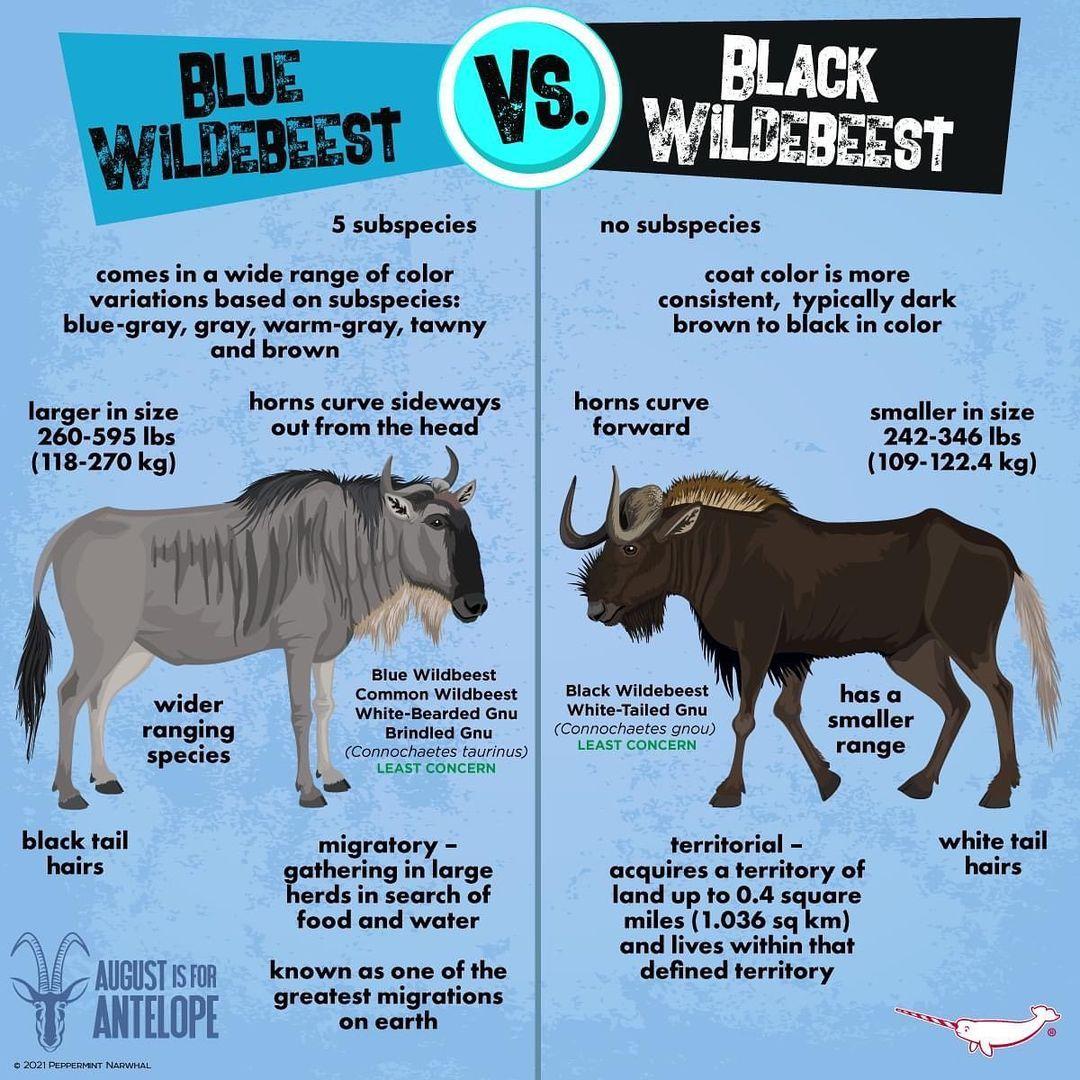 BLUE
WILDEBEEST
VS.
BLACK
WILDEBEEST
5 subspecies
comes in a wide range of color
variations based on subspecies:
blue-gray, gray, warm-gray, tawny
and brown
larger in size
260-595 lbs
(118-270 kg)
horns curve sideways
out from the head
wider
ranging
species
Blue Wildbeest
Common Wildbeest
White-Bearded Gnu
Brindled Gnu
(Connochaetes taurinus)
LEAST CONCERN
black tail
hairs
migratory –
gathering in large
herds in search of
food and water
known as one of the
greatest migrations
on earth
no subspecies
coat color is more
consistent, typically dark
brown to black in color
horns curve
forward
smaller in size
242-346 lbs
(109-122.4 kg)
Black Wildebeest
White-Tailed Gnu
(Connochaetes gnou)
LEAST CONCERN
has a
smaller
range
territorial –
acquires a territory of
land up to 0.4 square
miles (1.036 sq km)
and lives within that
defined territory
white tail
hairs
AUGUST IS FOR
ANTELOPE
© 2021 PEPPERMINT NARWHAL
®